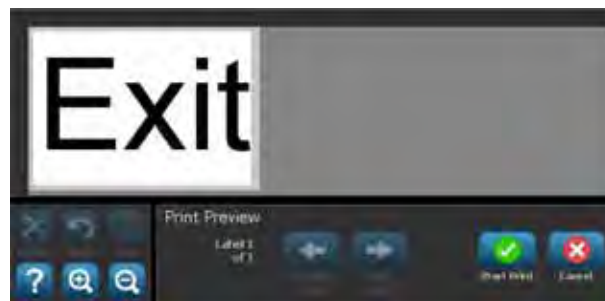 Exit
Print Preview
Label 1
of 1
?
Start Print
Cancel